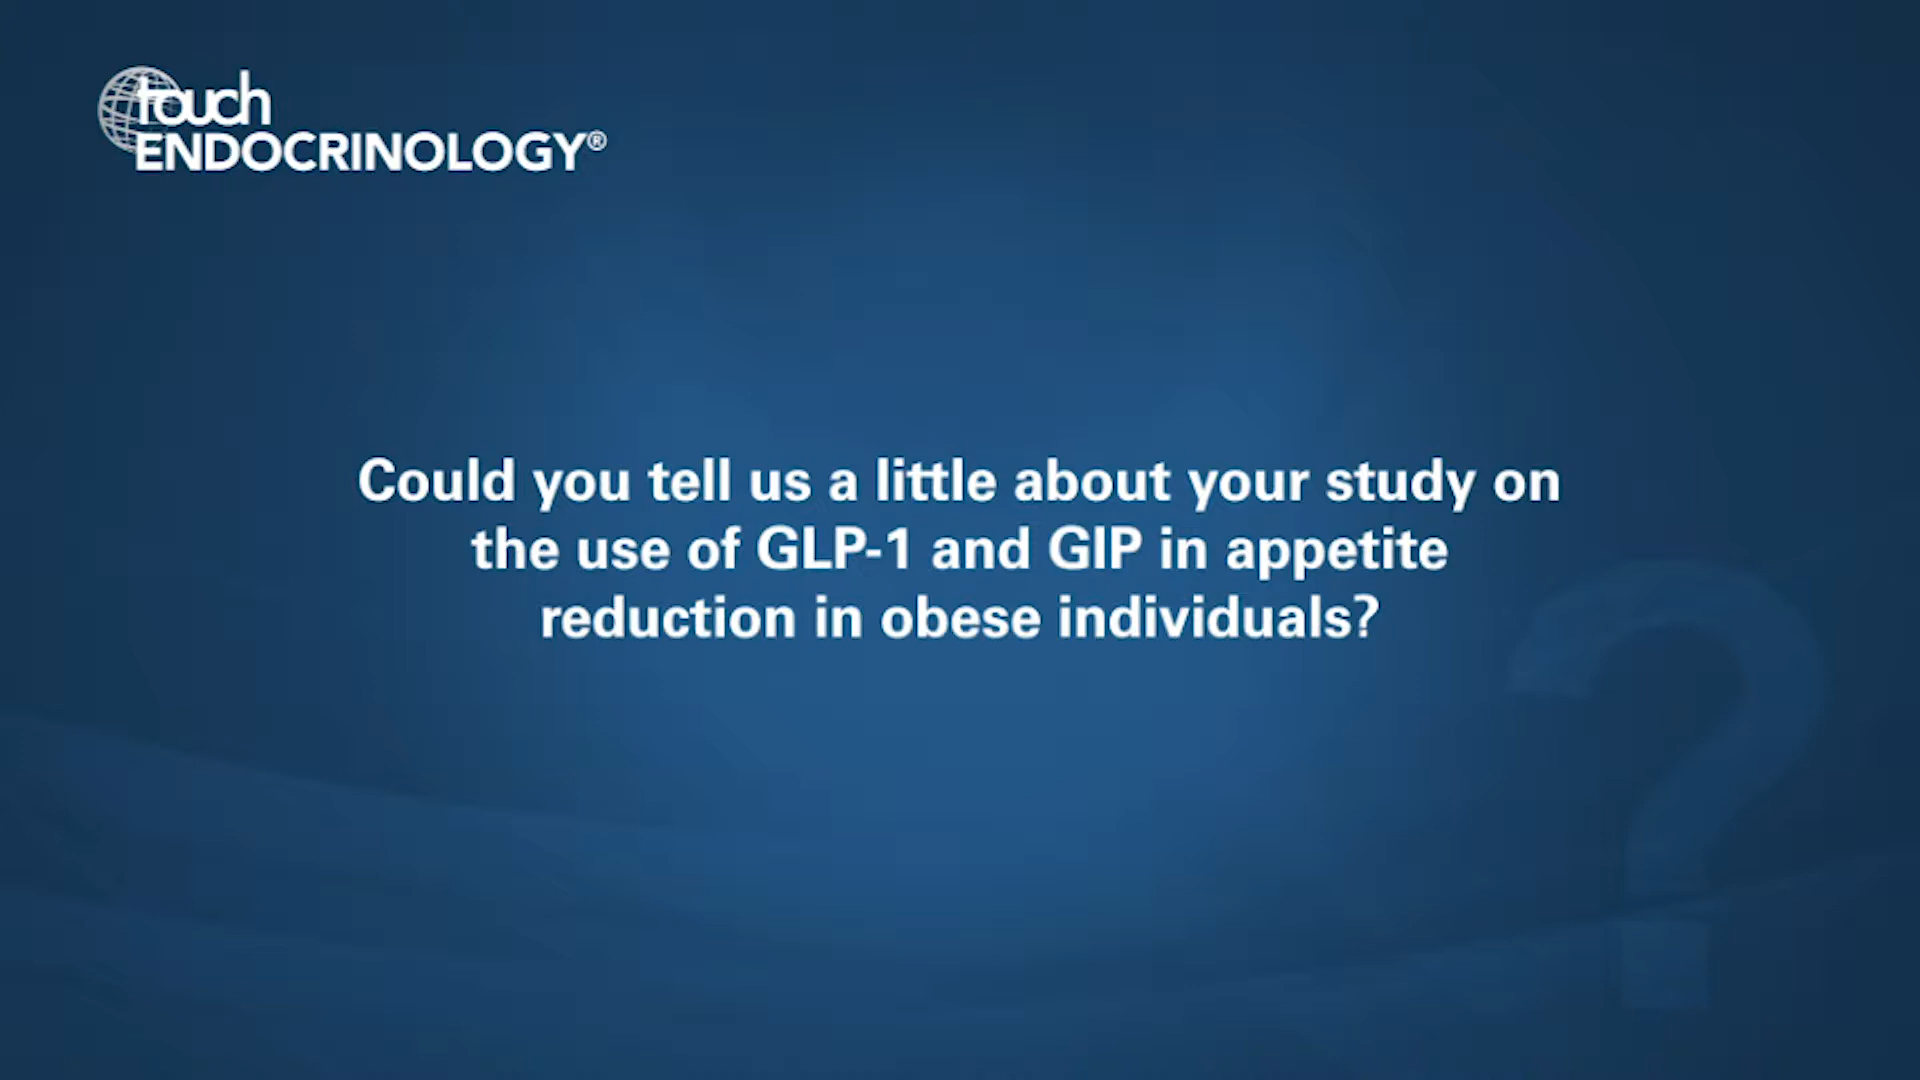 touch
ENDOCRINOLOGY®
Could you tell us a little about your study on
the use of GLP-1 and GIP in appetite
reduction in obese individuals?